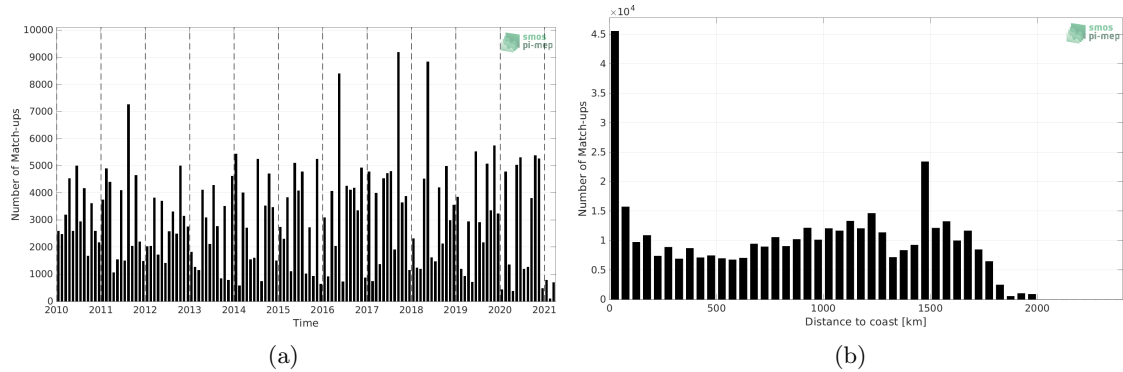 10000
9000
8000
7000
6000
5000
4000
3000
2000
1000
0
Number of Match-ups
2010 2011 2012 2013 2014 2015 2016 2017 2018 2019 2020 2021
Time
smos
pi-mep
(a)
×10⁴
4.5
4
3.5
3
2.5
2
1.5
1
0.5
0
Number of Match-ups
0 500 1000 1500 2000
Distance to coast [km]
smos
pi-mep
(b)